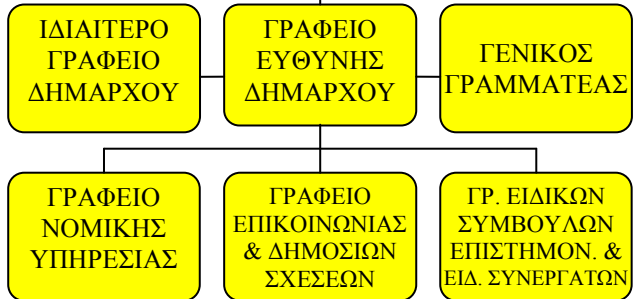 ΙΔΙΑΙΤΕΡΟ
ΓΡΑΦΕΙΟ
ΔΗΜΑΡΧΟΥ
ΓΡΑΦΕΙΟ
ΕΥΘΥΝΗΣ
ΔΗΜΑΡΧΟΥ
ΓΕΝΙΚΟΣ
ΓΡΑΜΜΑΤΕΑΣ
ΓΡΑΦΕΙΟ
ΝΟΜΙΚΗΣ
ΥΠΗΡΕΣΙΑΣ
ΓΡΑΦΕΙΟ
ΕΠΙΚΟΙΝΩΝΙΑΣ
& ΔΗΜΟΣΙΩΝ
ΣΧΕΣΕΩΝ
ΓΡ. ΕΙΔΙΚΩΝ
ΣΥΜΒΟΥΛΩΝ
ΕΠΙΣΤΗΜΟΝ. &
ΕΙΔ. ΣΥΝΕΡΓΑΤΩΝ